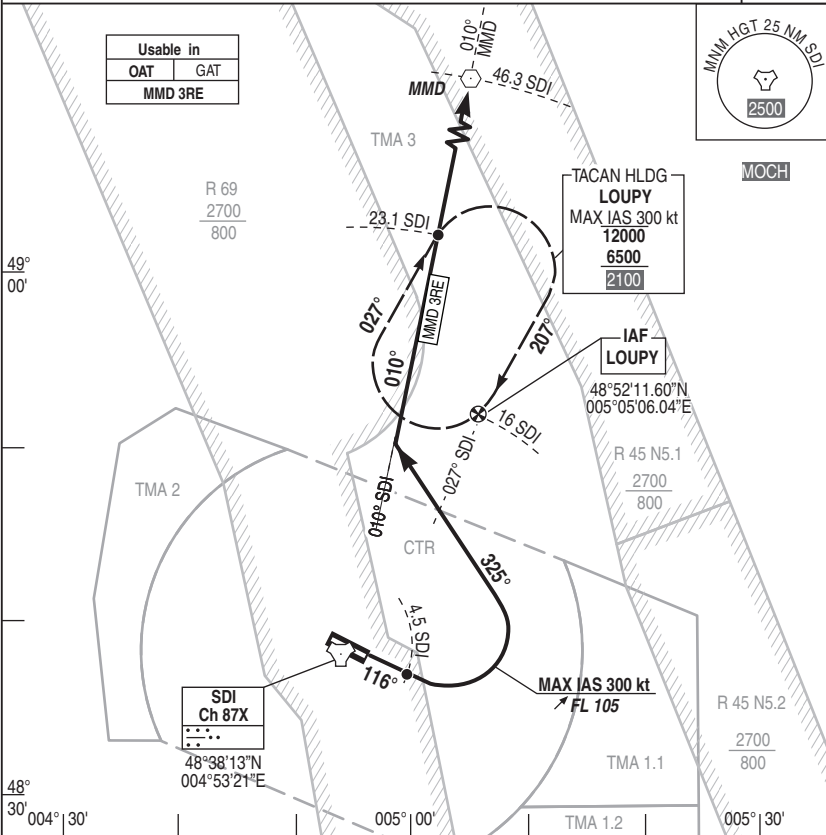 Usable in
OAT GAT
MMD 3RE
010°
MMD
46.3 SDI
MMD
MNM HGT 25 NM SDI
2500
MOCH
TMA 3
R 69
2700
800
23.1 SDI
TACAN HLDG
LOUPY
MAX IAS 300 kt
12000
6500
2100
49°
00'
027°
MMD 3RE
010°
207°
IAF
LOUPY
48°52'11.60"N
005°05'06.04"E
16 SDI
027° SDI
R 45 N5.1
2700
800
TMA 2
010° SDI
CTR
325°
4.5 SDI
116°
MAX IAS 300 kt
FL 105
SDI
Ch 87X
48°38'13"N
004°53'21"E
R 45 N5.2
2700
800
TMA 1.1
48°
30'
004° 30'
005° 00'
TMA 1.2
005° 30'